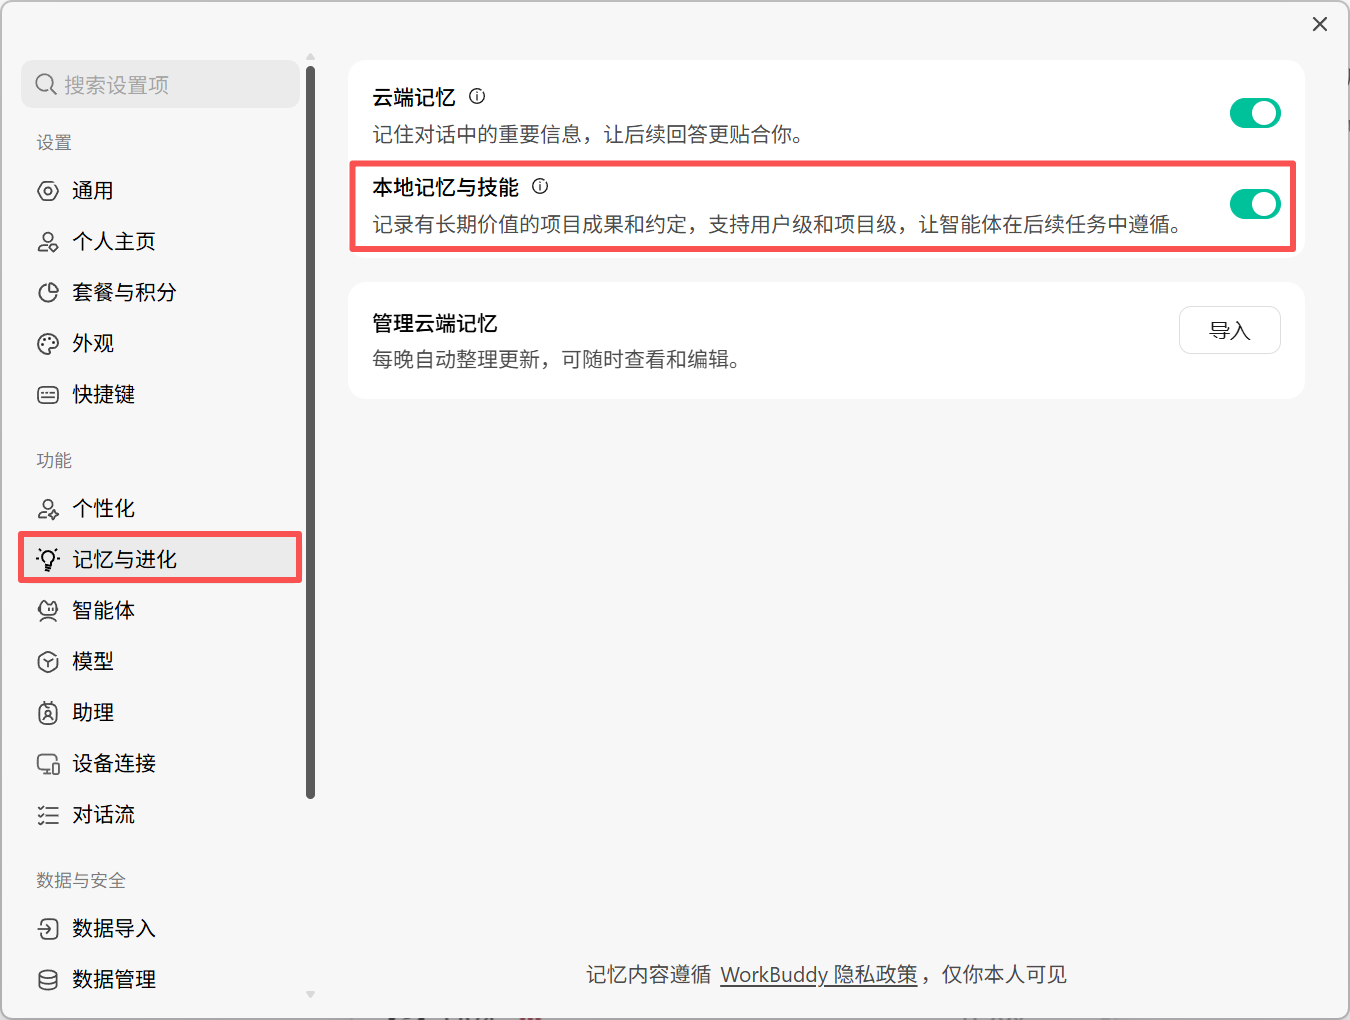 搜索设置项
设置
通用
个人主页
套餐与积分
外观
快捷键
功能
个性化
记忆与进化
智能体
模型
助理
设备连接
对话流
数据与安全
数据导入
数据管理
云端记忆
记住对话中的重要信息，让后续回答更贴合你。
本地记忆与技能
记录有长期价值的项目成果和约定，支持用户级和项目级，让智能体在后续任务中遵循。
管理云端记忆
每晚自动整理更新，可随时查看和编辑。
导入
记忆内容遵循 WorkBuddy 隐私政策，仅你本人可见